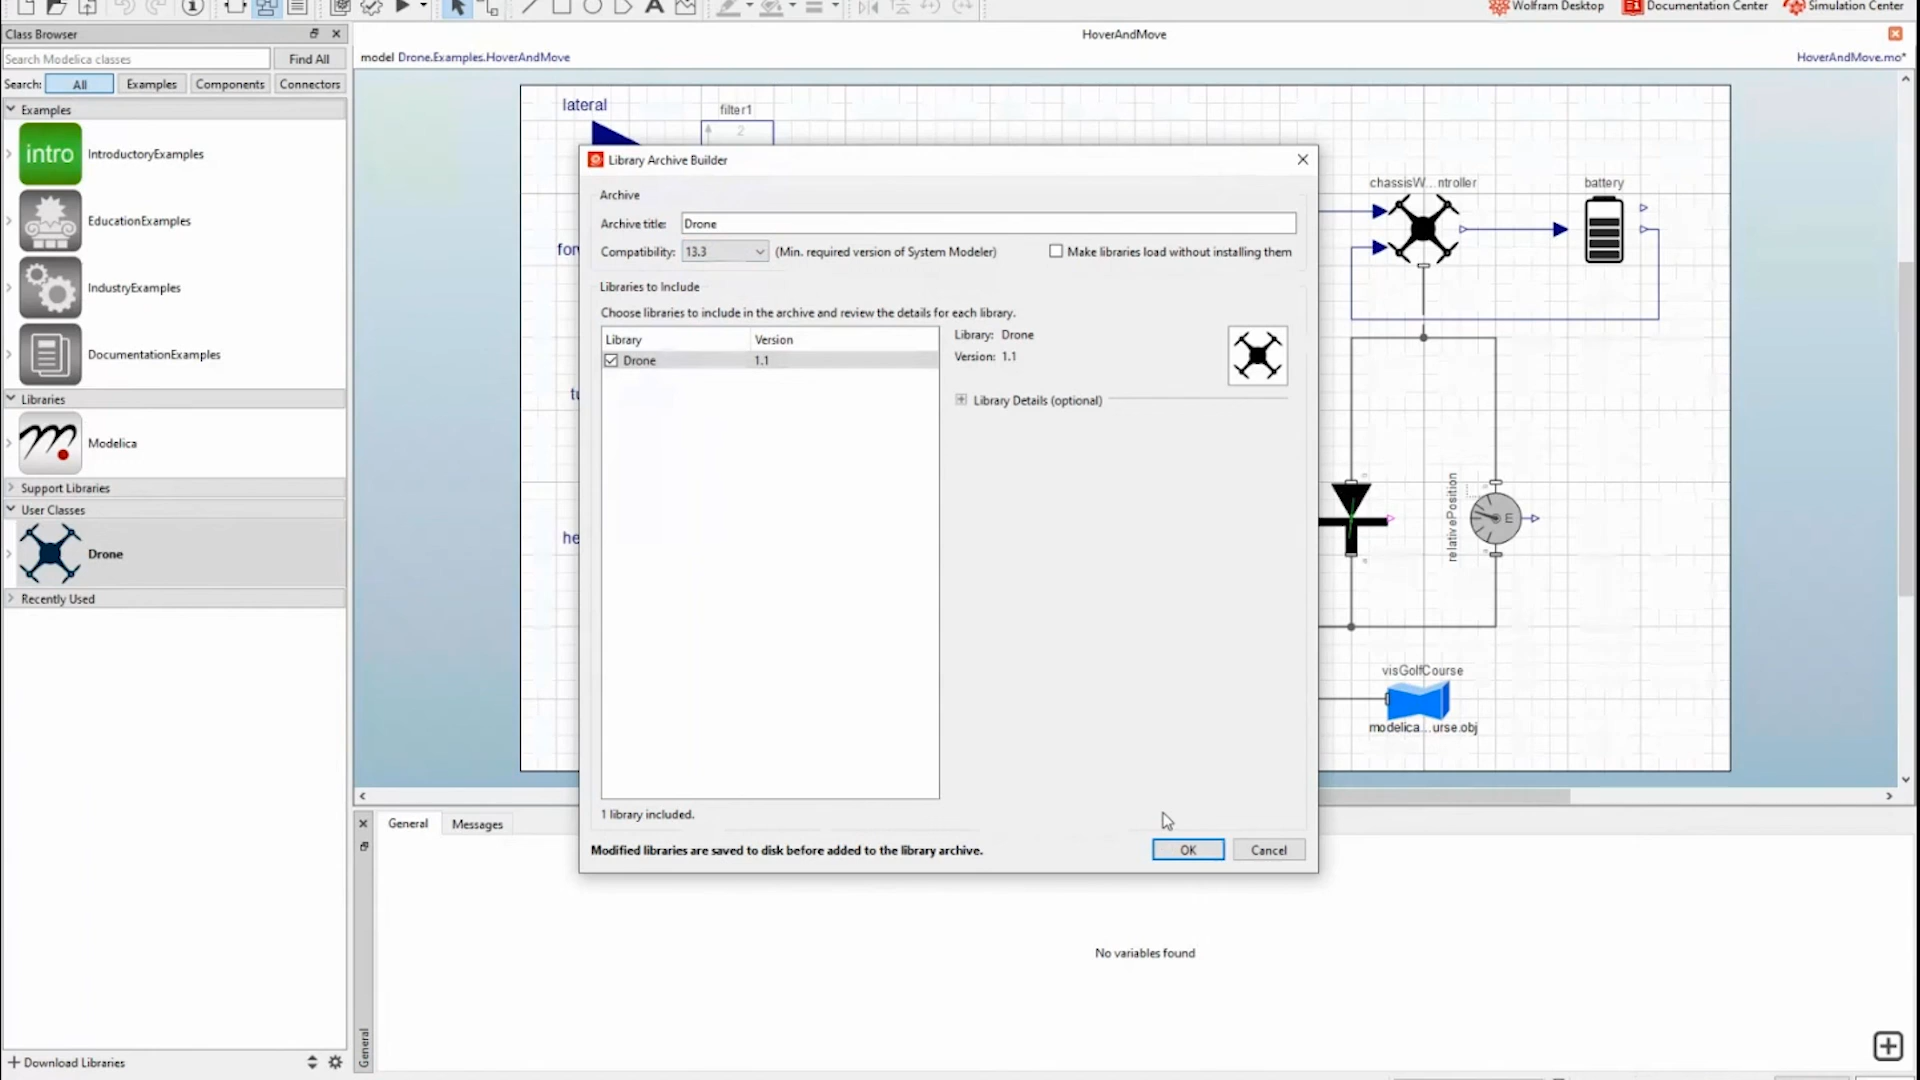 Wolfram Desktop
Documentation Center
Simulation Center
Class Browser
HoverAndMove
Search Modelica classes
Find All
model Drone.Examples.HoverAndMove
HoverAndMove.mo*
Search:
All
Examples
Components
Connectors
Examples
intro
IntroductoryExamples
EducationExamples
IndustryExamples
DocumentationExamples
Libraries
Modelica
Support Libraries
User Classes
Drone
Recently Used
Download Libraries
lateral
filter1
2
chassisW...ntroller
battery
relativePosition
E
visGolfCourse
modelica...urse.obj
Library Archive Builder
Archive
Archive title:
Drone
Compatibility:
13.3
(Min. required version of System Modeler)
Make libraries load without installing them
Libraries to Include
Choose libraries to include in the archive and review the details for each library.
Library
Version
Drone
1.1
Library: Drone
Version: 1.1
Library Details (optional)
1 library included.
Modified libraries are saved to disk before added to the library archive.
OK
Cancel
General
Messages
No variables found
General